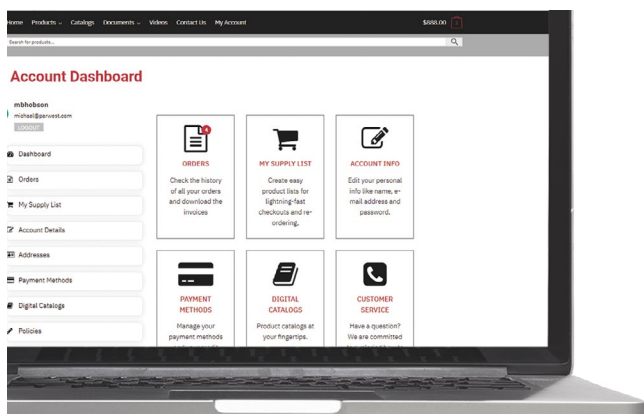 Home Products Catalogs Documents Videos Contact Us My Account $888.00 1
Search for products...
Account Dashboard
mbhobson
michael@parwest.com
LOGOUT
Dashboard
Orders
My Supply List
Account Details
Addresses
Payment Methods
Digital Catalogs
Policies
4
ORDERS
Check the history
of all your orders
and download the
invoices
MY SUPPLY LIST
Create easy
product lists for
lightning-fast
checkouts and re-
ordering.
ACCOUNT INFO
Edit your personal
info like name, e-
mail address and
password.
PAYMENT
METHODS
Manage your
payment methods
DIGITAL
CATALOGS
Product catalogs at
your fingertips.
CUSTOMER
SERVICE
Have a question?
We are committed